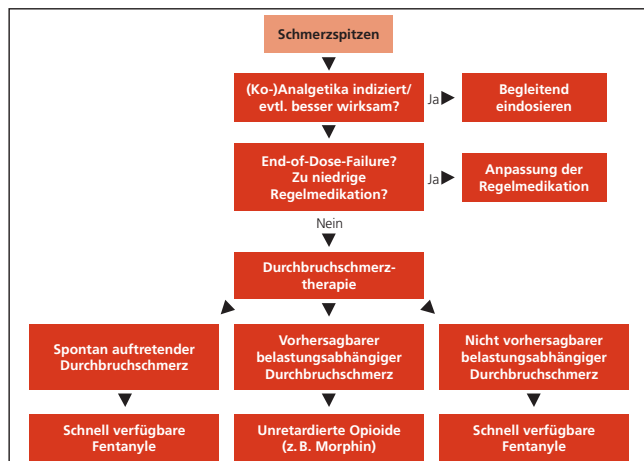 Schmerzspitzen
(Ko-)Analgetika indiziert/
evtl. besser wirksam?
Ja
Begleitend
eindosieren
End-of-Dose-Failure?
Zu niedrige
Regelmedikation?
Ja
Anpassung der
Regelmedikation
Nein
Durchbruchschmerz-
therapie
Spontan auftretender
Durchbruchschmerz
Vorhersagbarer
belastungsabhängiger
Durchbruchschmerz
Nicht vorhersagbarer
belastungsabhängiger
Durchbruchschmerz
Schnell verfügbare
Fentanyle
Unretardierte Opioide
(z. B. Morphin)
Schnell verfügbare
Fentanyle